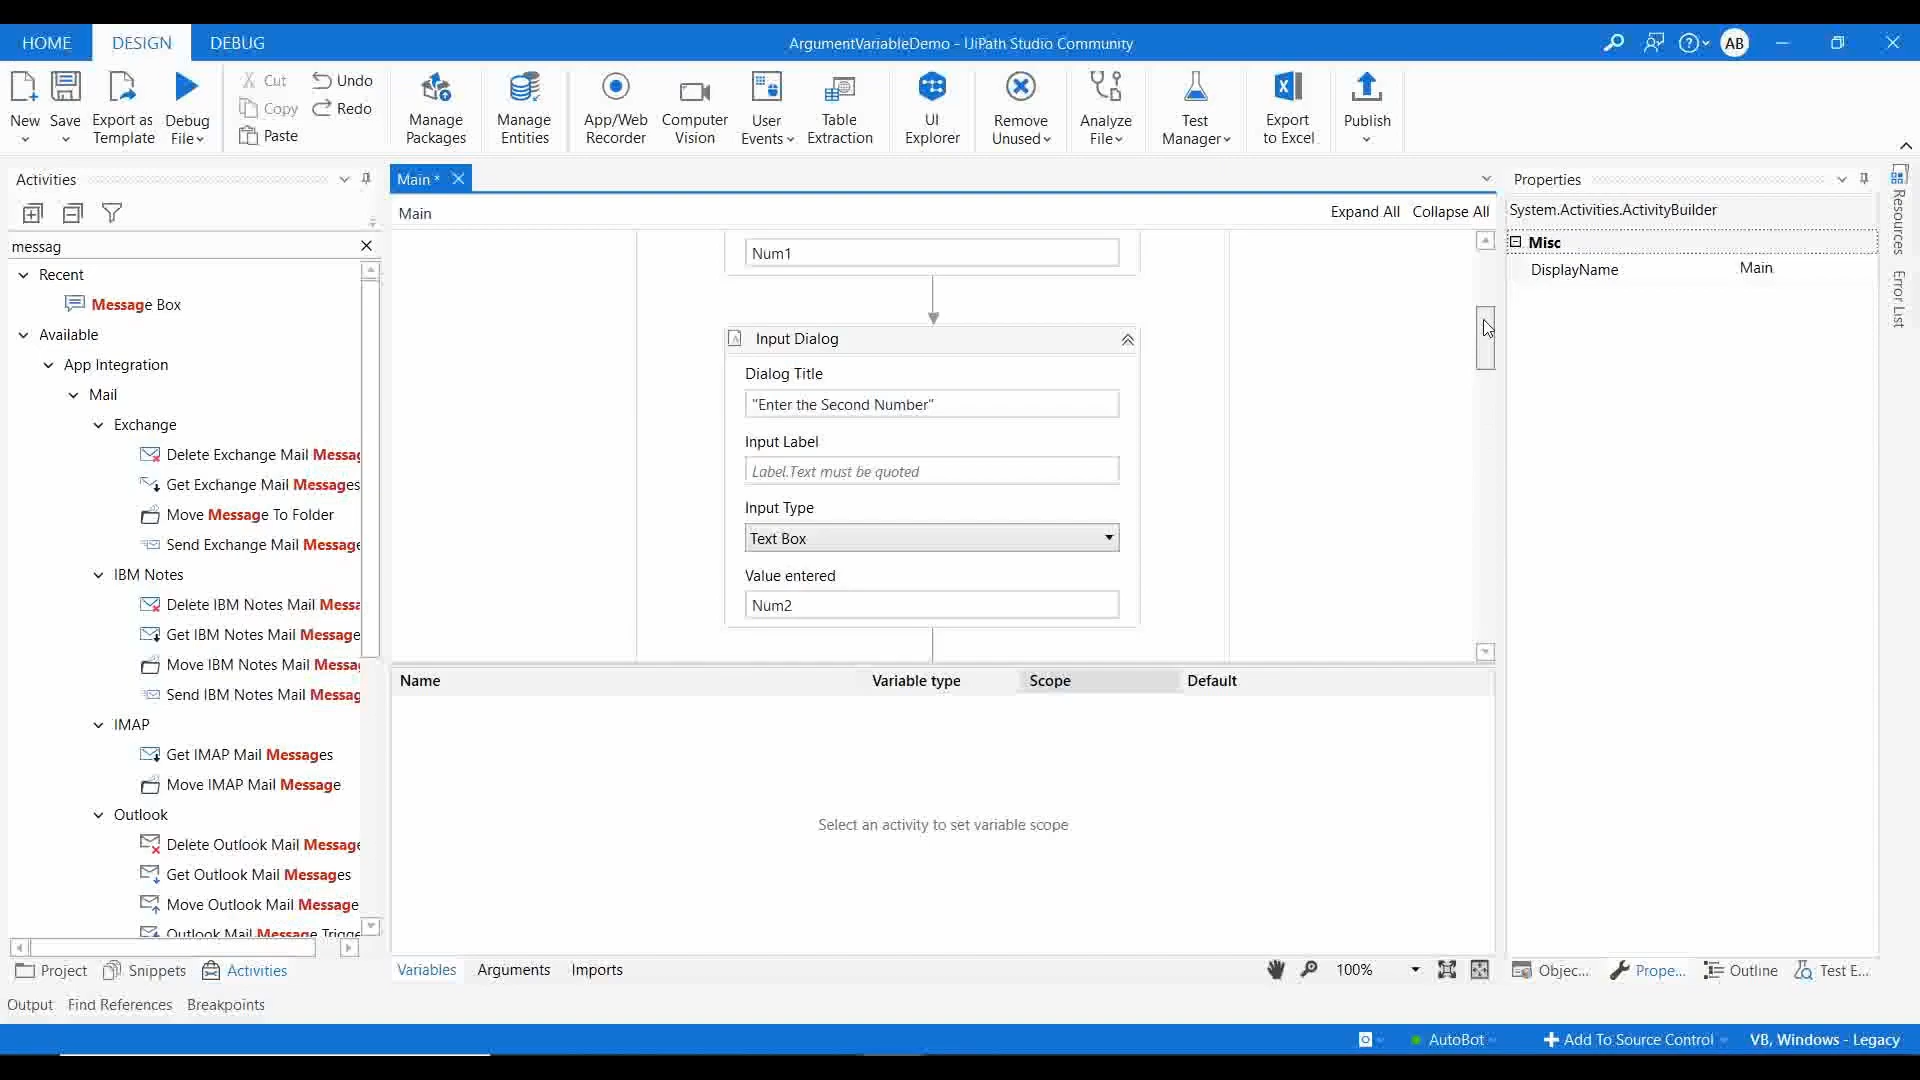 HOME
DESIGN
DEBUG
ArgumentVariableDemo - UiPath Studio Community
AB
New
Save
Export as
Template
Debug
File
Cut
Copy
Paste
Undo
Redo
Manage
Packages
Manage
Entities
App/Web
Recorder
Computer
Vision
User
Events
Table
Extraction
UI
Explorer
Remove
Unused
Analyze
File
Test
Manager
Export
to Excel
Publish
Activities
messag
Recent
Message Box
Available
App Integration
Mail
Exchange
Delete Exchange Mail Messag
Get Exchange Mail Messages
Move Message To Folder
Send Exchange Mail Message
IBM Notes
Delete IBM Notes Mail Messa
Get IBM Notes Mail Message
Move IBM Notes Mail Messag
Send IBM Notes Mail Messag
IMAP
Get IMAP Mail Messages
Move IMAP Mail Message
Outlook
Delete Outlook Mail Message
Get Outlook Mail Messages
Move Outlook Mail Message
Outlook Mail Message Trigge
Project
Snippets
Activities
Main *
Main
Expand All
Collapse All
Num1
Input Dialog
Dialog Title
"Enter the Second Number"
Input Label
Label.Text must be quoted
Input Type
Text Box
Value entered
Num2
Name
Variable type
Scope
Default
Select an activity to set variable scope
Variables
Arguments
Imports
100%
Properties
System.Activities.ActivityBuilder
Misc
DisplayName
Main
Resources
Error List
Objec...
Prope...
Outline
Test E...
Output
Find References
Breakpoints
AutoBot
Add To Source Control
VB, Windows - Legacy